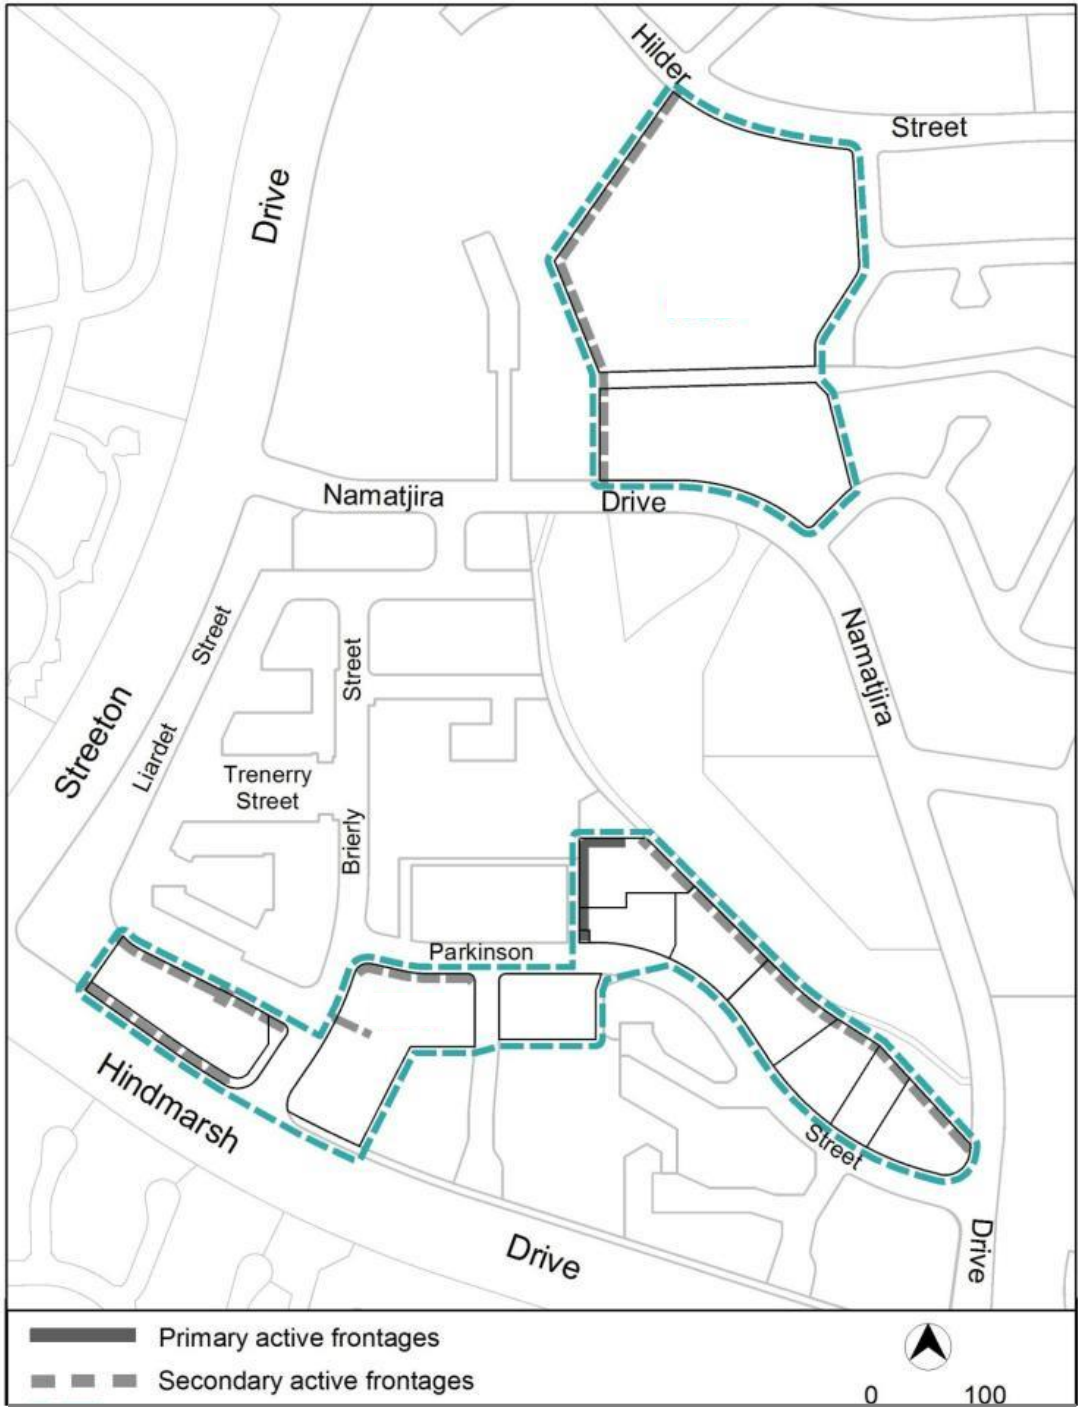 Hilder
Street
Drive
Namatjira
Drive
Street
Street
Namatjira
Streeton
Liardet
Trenerry
Street
Brierly
Parkinson
Hindmarsh
Street
Drive
Drive
Primary active frontages
Secondary active frontages
0 100